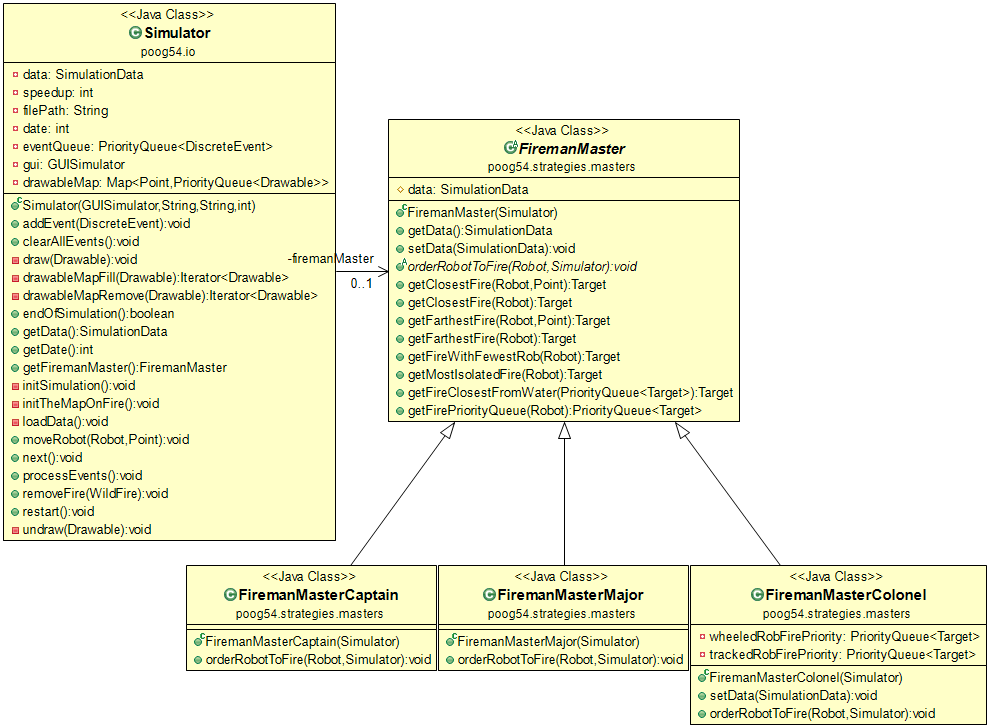 <<Java Class>>
Simulator
poog54.io
data: SimulationData
speedup: int
filePath: String
date: int
eventQueue: PriorityQueue<DiscreteEvent>
gui: GUISimulator
drawableMap: Map<Point,PriorityQueue<Drawable>>
Simulator(GUISimulator,String,String,int)
addEvent(DiscreteEvent):void
clearAllEvents():void
draw(Drawable):void
drawableMapFill(Drawable):Iterator<Drawable>
drawableMapRemove(Drawable):Iterator<Drawable>
endOfSimulation():boolean
getData():SimulationData
getDate():int
getFiremanMaster():FiremanMaster
initSimulation():void
initTheMapOnFire():void
loadData():void
moveRobot(Robot,Point):void
next():void
processEvents():void
removeFire(WildFire):void
restart():void
undraw(Drawable):void
-firemanMaster
0..1
<<Java Class>>
FiremanMaster
poog54.strategies.masters
data: SimulationData
FiremanMaster(Simulator)
getData():SimulationData
setData(SimulationData):void
orderRobotToFire(Robot,Simulator):void
getClosestFire(Robot,Point):Target
getClosestFire(Robot):Target
getFarthestFire(Robot,Point):Target
getFarthestFire(Robot):Target
getFireWithFewestRob(Robot):Target
getMostIsolatedFire(Robot):Target
getFireClosestFromWater(PriorityQueue<Target>):Target
getFirePriorityQueue(Robot):PriorityQueue<Target>
<<Java Class>>
FiremanMasterCaptain
poog54.strategies.masters
FiremanMasterCaptain(Simulator)
orderRobotToFire(Robot,Simulator):void
<<Java Class>>
FiremanMasterMajor
poog54.strategies.masters
FiremanMasterMajor(Simulator)
orderRobotToFire(Robot,Simulator):void
<<Java Class>>
FiremanMasterColonel
poog54.strategies.masters
wheeledRobFirePriority: PriorityQueue<Target>
trackedRobFirePriority: PriorityQueue<Target>
FiremanMasterColonel(Simulator)
setData(SimulationData):void
orderRobotToFire(Robot,Simulator):void